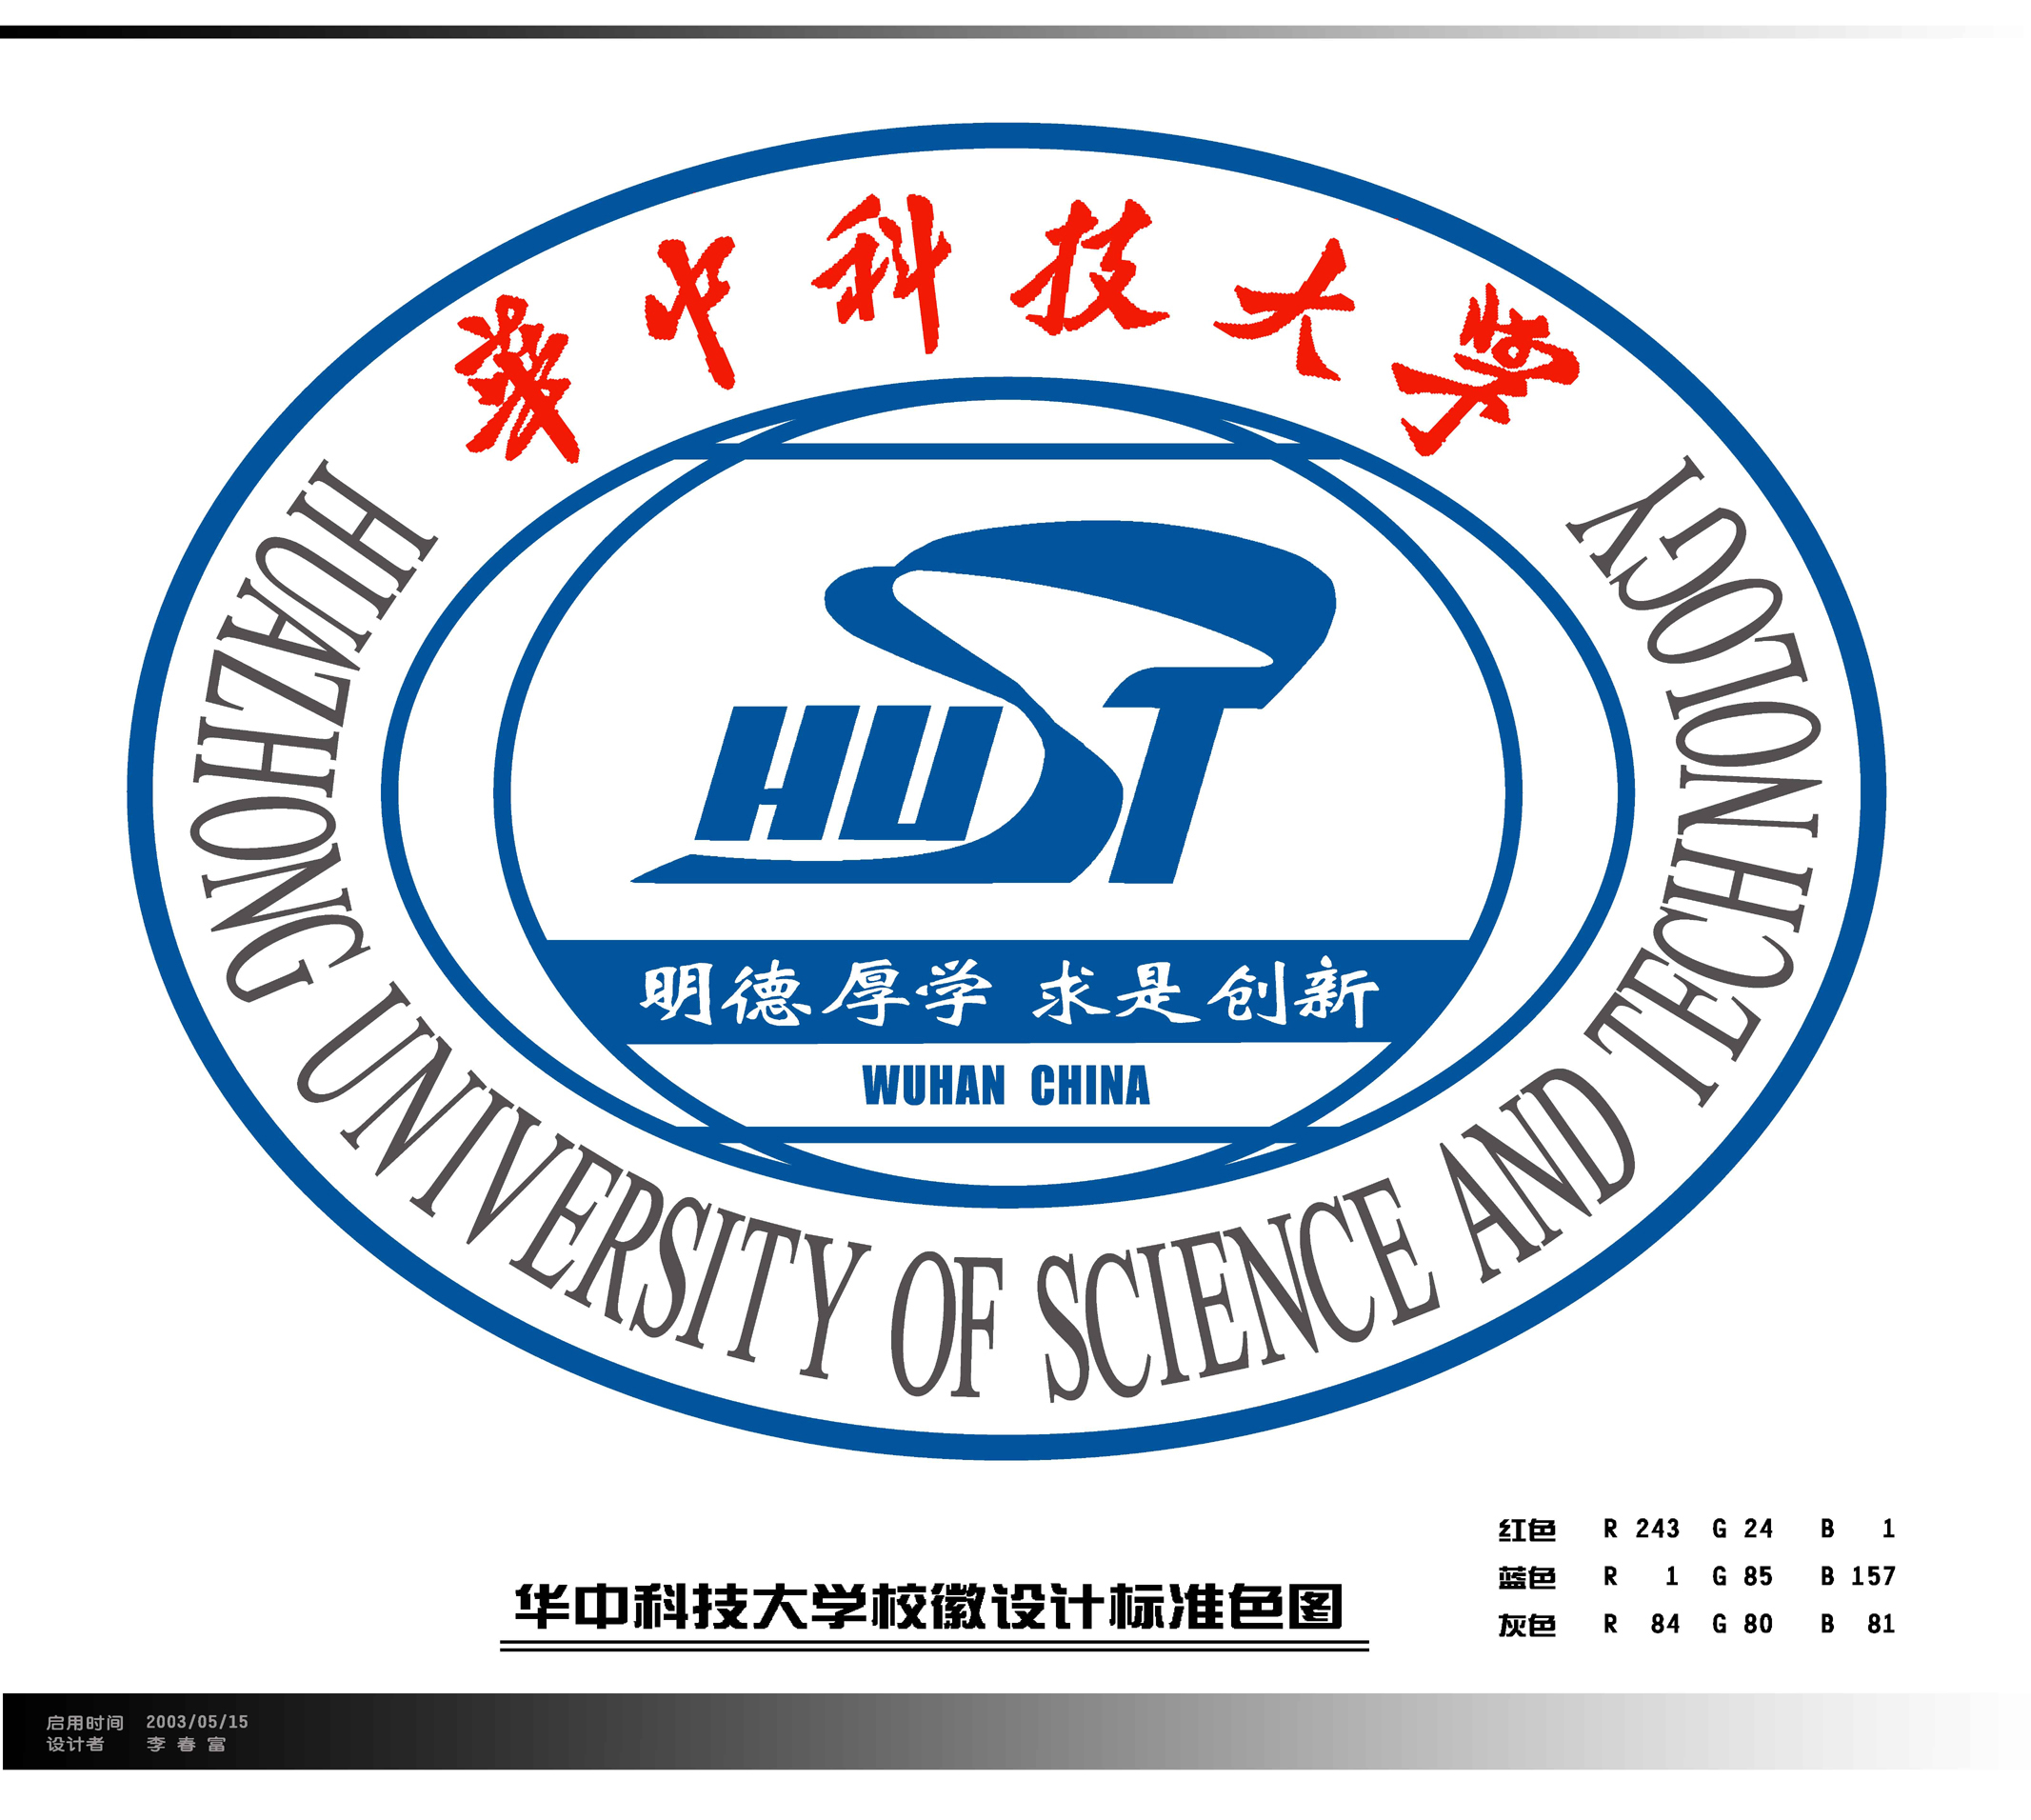 华中科技大学
HUAZHONG UNIVERSITY OF SCIENCE AND TECHNOLOGY
HUST
明德厚学 求是创新
WUHAN CHINA
红色 R 243 G 24 B 1
蓝色 R 1 G 85 B 157
灰色 R 84 G 80 B 81
华中科技大学校徽设计标准色图
启用时间 2003/05/15
设计者 李春富